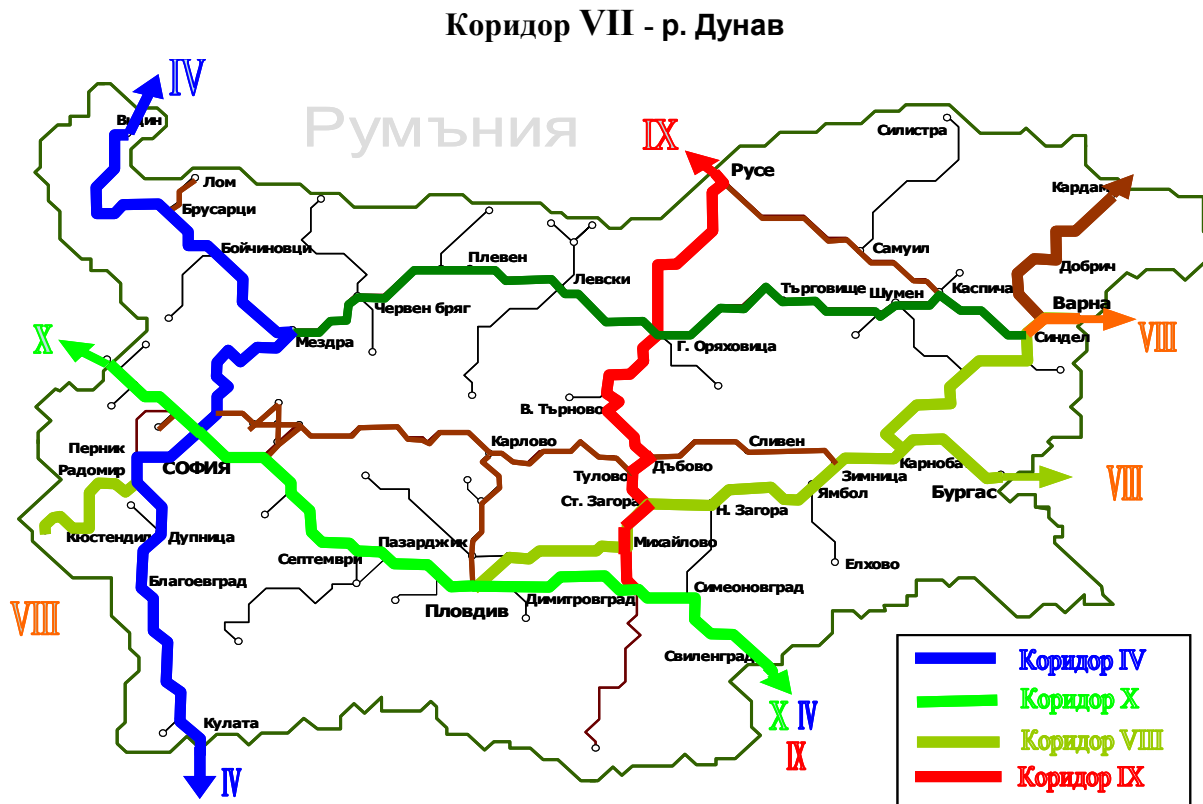 Коридор VII - р. Дунав
IV
Видин
Румъния
Силистра
IX
Русе
Лом
Кардам
Брусарци
Бойчиновци
Самуил
Плевен
Левски
Добрич
Търговище
Шумен
Каспича
Варна
Червен бряг
X
Мездра
Г. Оряховица
Синдел
VIII
В. Търново
Перник
Радомир
СОФИЯ
Карлово
Сливен
Дъбово
Тулово
Зимница
Карноба
Ямбол
Бургас
VIII
Ст. Загора
Н. Загора
Кюстендил
Дупница
Михайлово
Пазарджик
Септември
Елхово
Благоевград
Симеоновград
Димитровград
Пловдив
VIII
Свиленград
Кулата
X IV
IX
IV
Коридор IV
Коридор X
Коридор VIII
Коридор IX